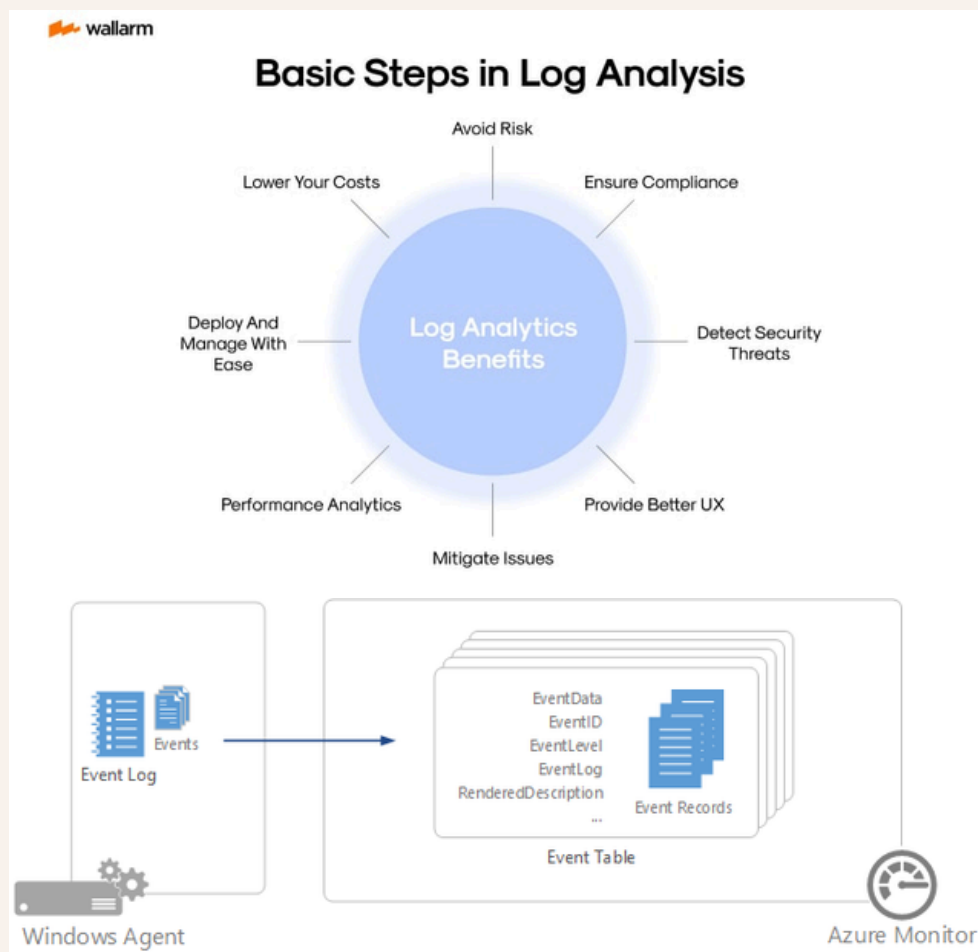 wallarm
Basic Steps in Log Analysis
Avoid Risk
Lower Your Costs
Ensure Compliance
Deploy And
Manage With
Ease
Log Analytics
Benefits
Detect Security
Threats
Performance Analytics
Provide Better UX
Mitigate Issues
Events
Event Log
EventData
EventID
EventLevel
EventLog
RenderedDescription
...
Event Records
Event Table
Windows Agent
Azure Monitor